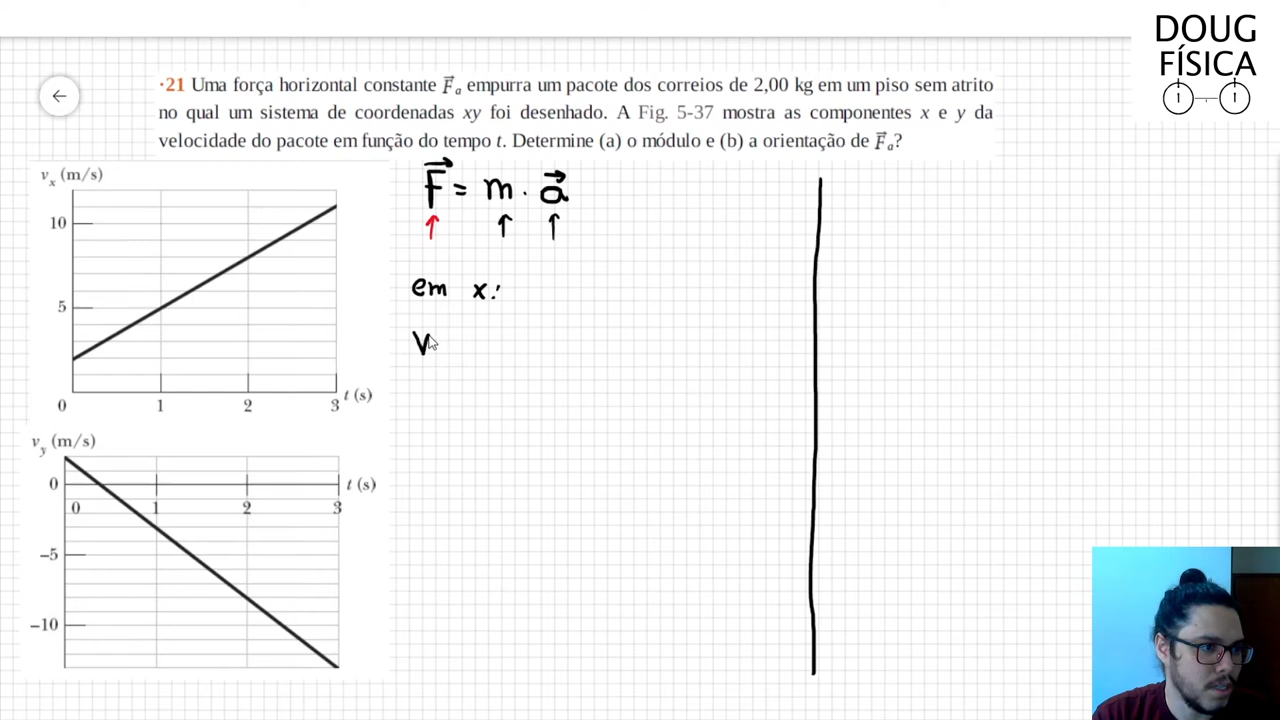 DOUG
FÍSICA
·21 Uma força horizontal constante F⃗a empurra um pacote dos correios de 2,00 kg em um piso sem atrito
no qual um sistema de coordenadas xy foi desenhado. A Fig. 5-37 mostra as componentes x e y da
velocidade do pacote em função do tempo t. Determine (a) o módulo e (b) a orientação de F⃗a?
vx (m/s)
10
5
0
1
2
3
t (s)
vy (m/s)
0
t (s)
0
1
2
3
–5
–10
F⃗ = m · a⃗
em x:
V